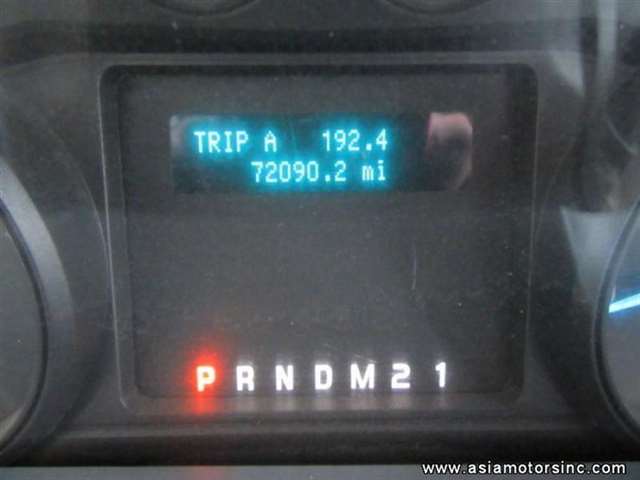 TRIP A 192.4
72090.2 mi
P R N D M 2 1
www.asiamotorsinc.com